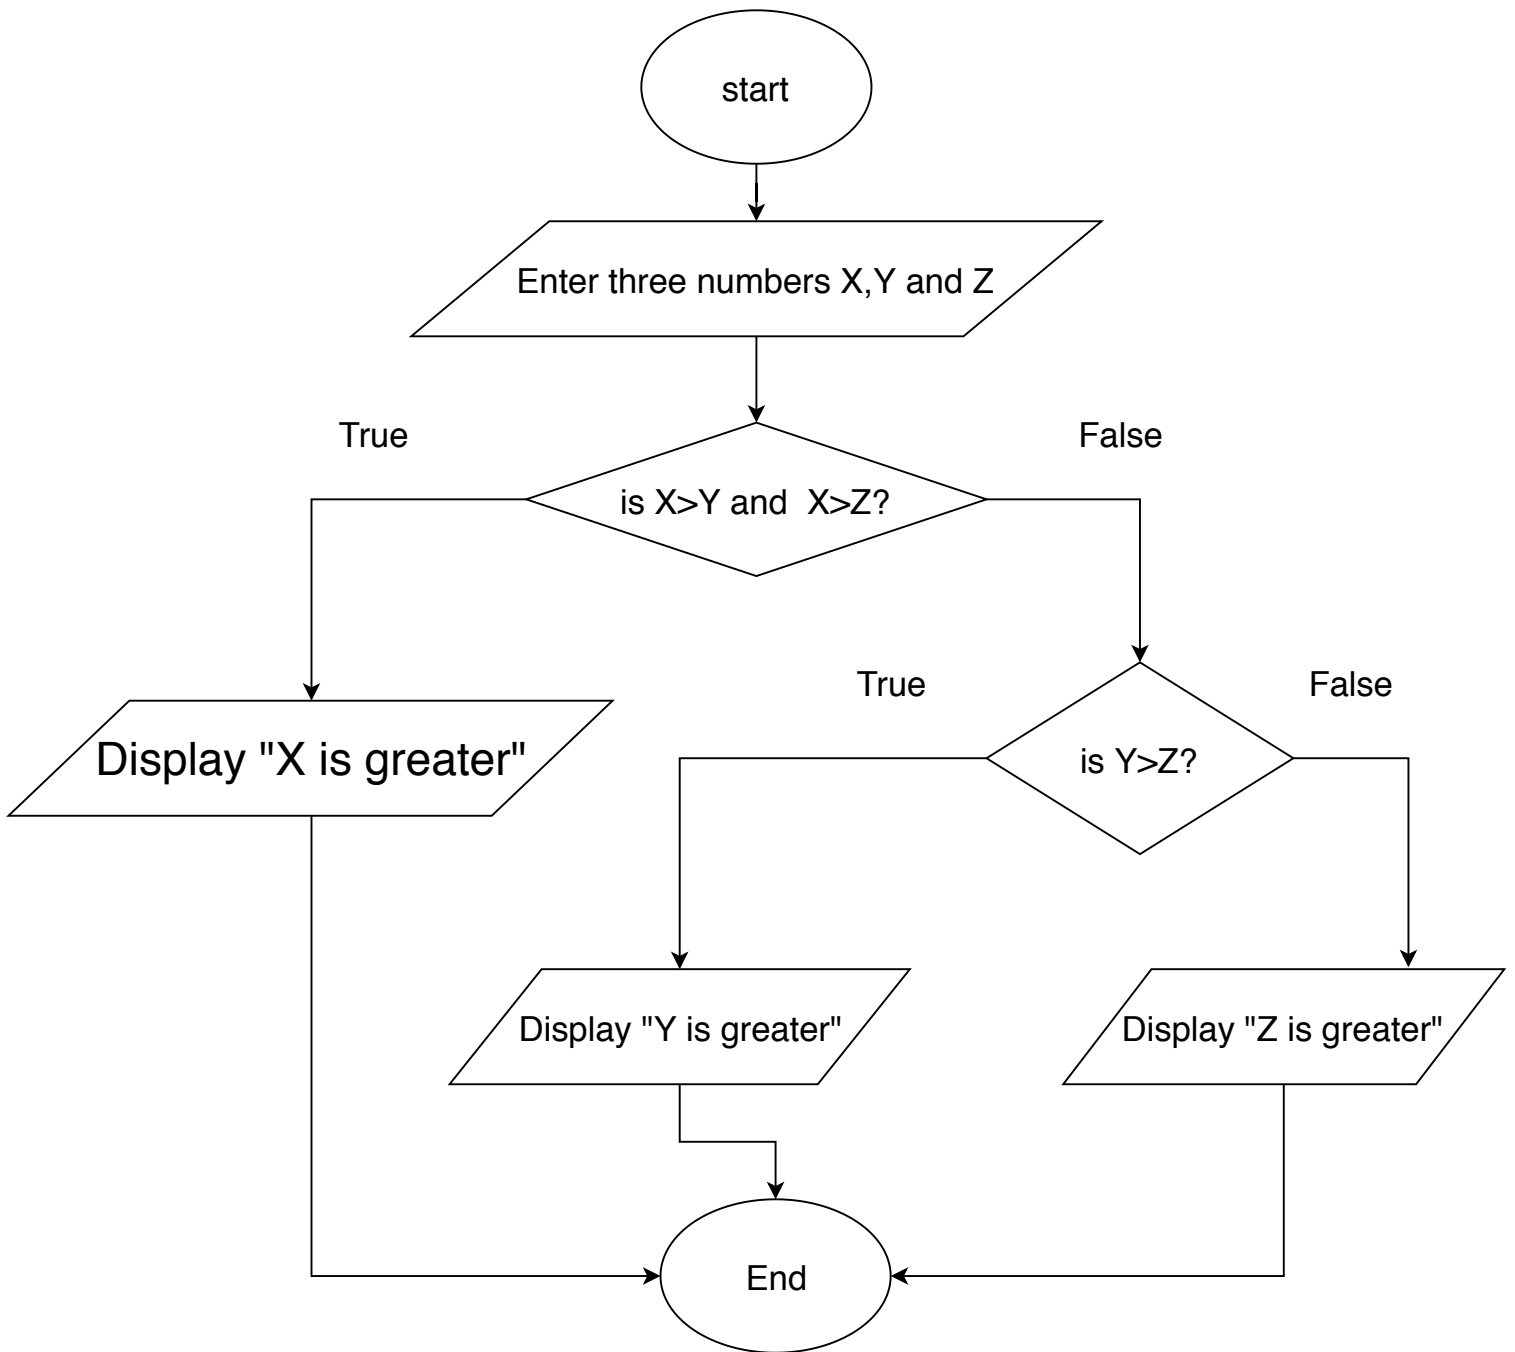 start
Enter three numbers X,Y and Z
True
False
is X>Y and  X>Z?
True
False
Display "X is greater"
is Y>Z?
Display "Y is greater"
Display "Z is greater"
End